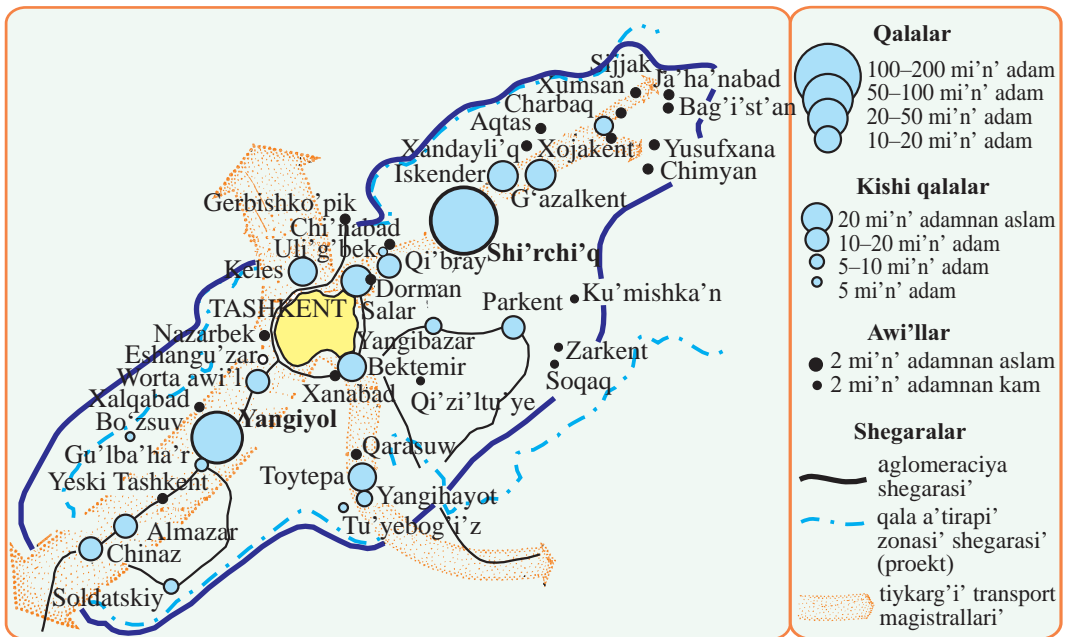 Sijjak
Ja'ha'nabad
Xumsan
Charbaq
Bag'i'st'an
Aqtas
Xandayli'q
Xojakent
Yusufxana
Iskender
Chimyan
G‘azalkent
Gerbishko'pik
Chi'nabad
Uli'g'bek
Shi'rchi'q
Keles
Qi'bray
Dorman
Ku'mishka'n
Parkent
TASHKENT
Salar
Nazarbek
Yangibazar
Eshangu'zar
Zarkent
Bektemir
Worta awi'l
Soqaq
Xanabad
Xalqabad
Qi'zi'ltu'ye
Yangiyol
Bo'zsuv
Qarasuw
Gu'lba'ha'r
Toytepa
Yeski Tashkent
Yangihayot
Tu'yebog'i'z
Almazar
Chinaz
Soldatskiy
Qalalar
100–200 mi'n' adam
50–100 mi'n' adam
20–50 mi'n' adam
10–20 mi'n' adam
Kishi qalalar
20 mi'n' adamnan aslam
10–20 mi'n' adam
5–10 mi'n' adam
5 mi'n' adam
Awi'llar
2 mi'n' adamnan aslam
2 mi'n' adamnan kam
Shegaralar
aglomeraciya
shegarasi'
qala a'tirapi'
zonasi' shegarasi'
(proekt)
tiykarg'i' transport
magistrallari'